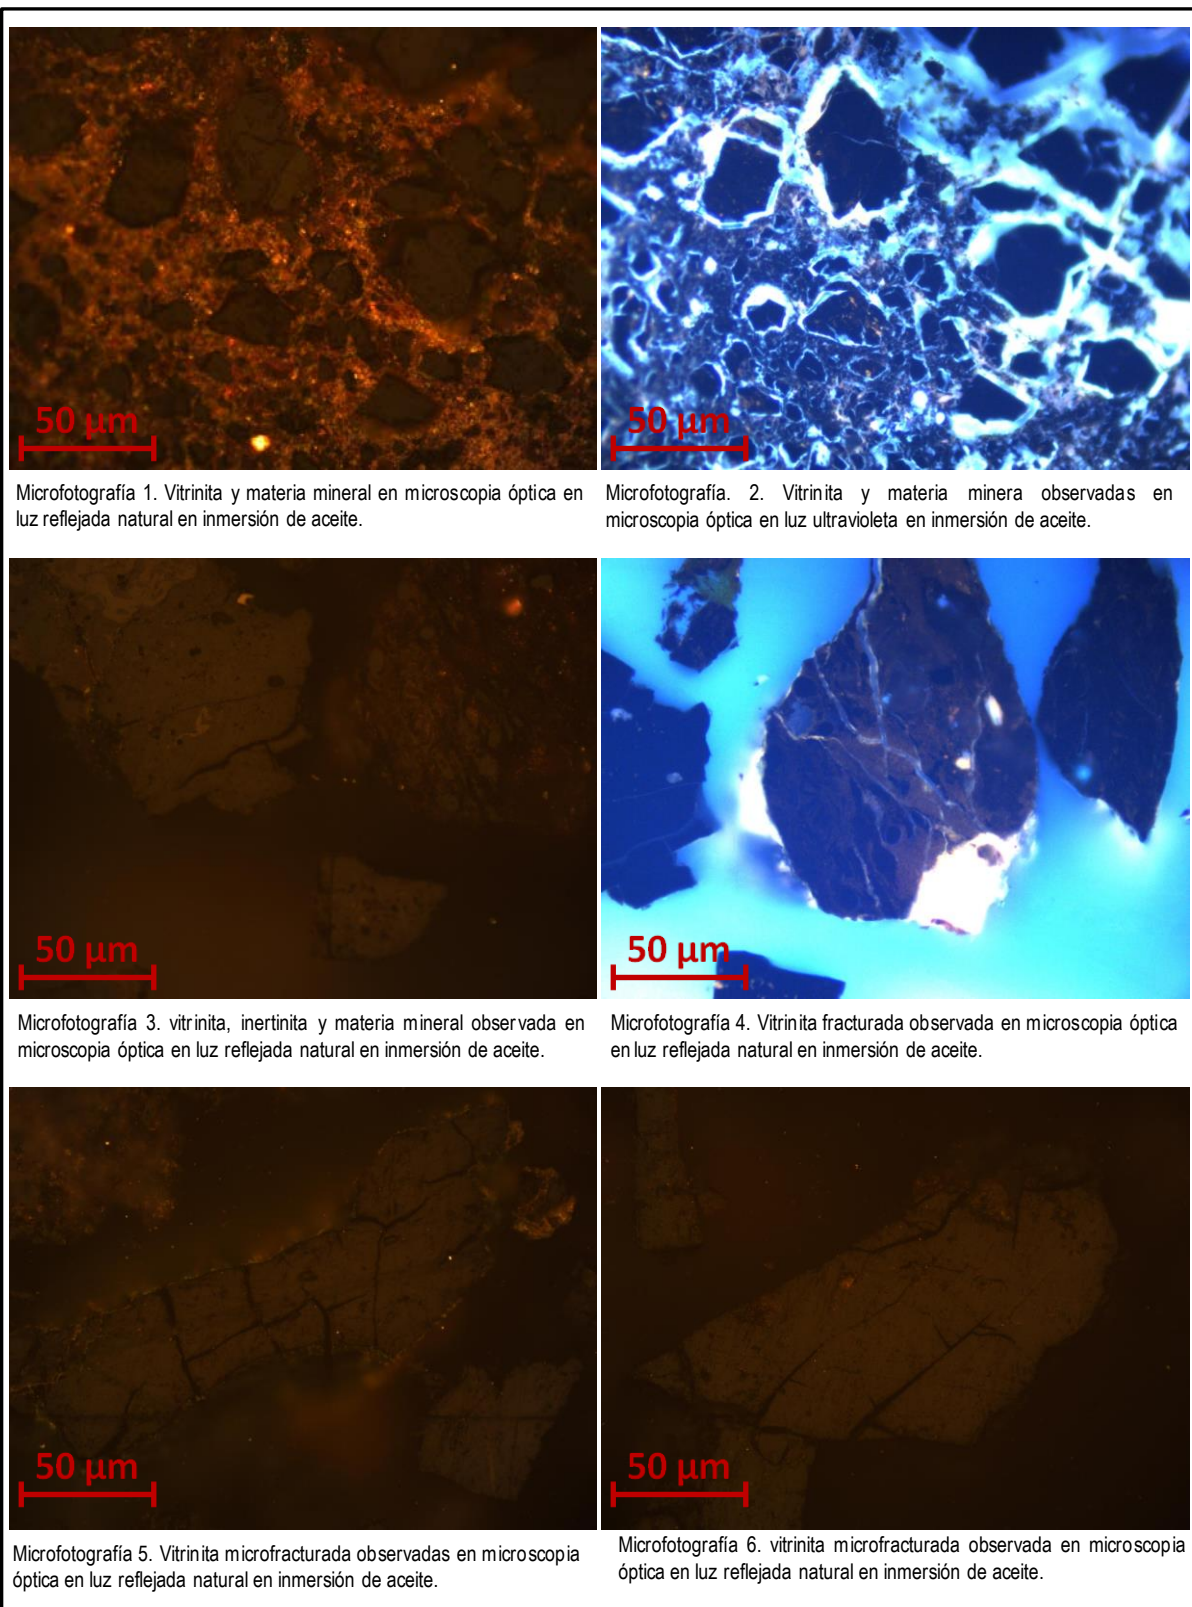 50 µm
50 µm
Microfotografía 1. Vitrinita y materia mineral en microscopia óptica en
luz reflejada natural en inmersión de aceite.
Microfotografía. 2. Vitrinita y materia minera observadas en
microscopia óptica en luz ultravioleta en inmersión de aceite.
50 µm
50 µm
Microfotografía 3. vitrinita, inertinita y materia mineral observada en
microscopia óptica en luz reflejada natural en inmersión de aceite.
Microfotografía 4. Vitrinita fracturada observada en microscopia óptica
en luz reflejada natural en inmersión de aceite.
50 µm
50 µm
Microfotografía 5. Vitrinita microfracturada observadas en microscopia
óptica en luz reflejada natural en inmersión de aceite.
Microfotografía 6. vitrinita microfracturada observada en microscopia
óptica en luz reflejada natural en inmersión de aceite.